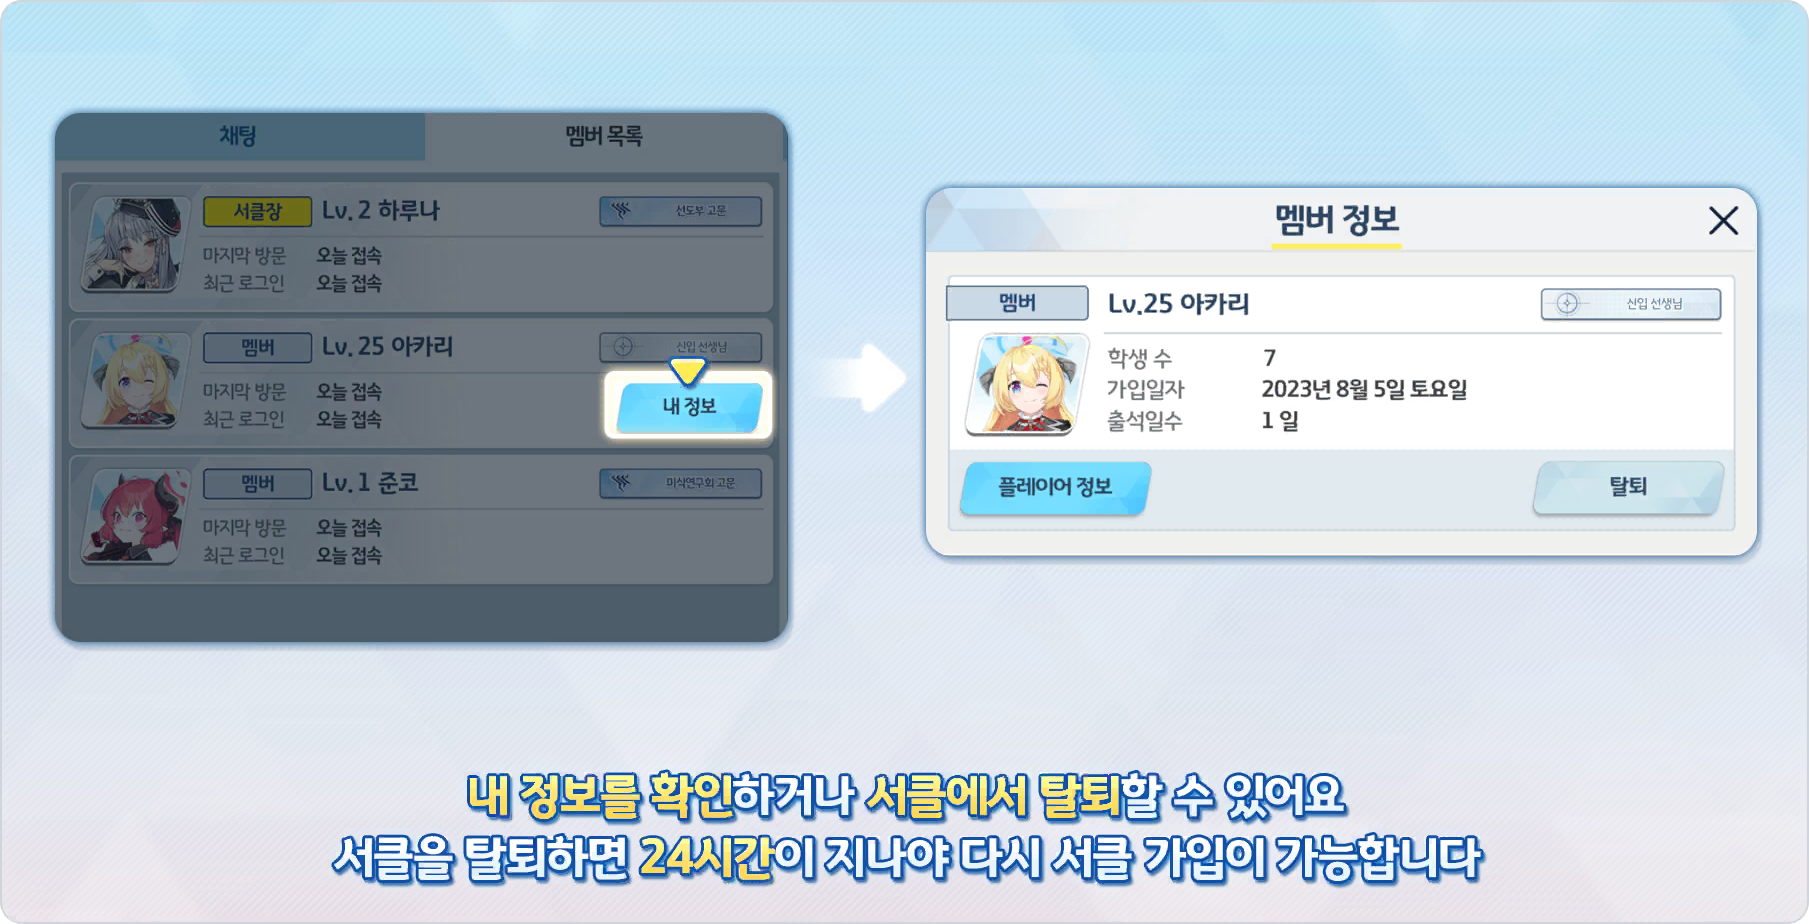 채팅
멤버 목록
서클장 Lv. 2 하루나 선도부 고문
마지막 방문 오늘 접속
최근 로그인 오늘 접속
멤버 Lv. 25 아카리 신입 선생님
마지막 방문 오늘 접속
최근 로그인 오늘 접속
내 정보
멤버 Lv. 1 준코 미식연구회 고문
마지막 방문 오늘 접속
최근 로그인 오늘 접속
멤버 정보
멤버 Lv.25 아카리 신입 선생님
학생 수 7
가입일자 2023년 8월 5일 토요일
출석일수 1 일
플레이어 정보
탈퇴
내 정보를 확인하거나 서클에서 탈퇴할 수 있어요
서클을 탈퇴하면 24시간이 지나야 다시 서클 가입이 가능합니다